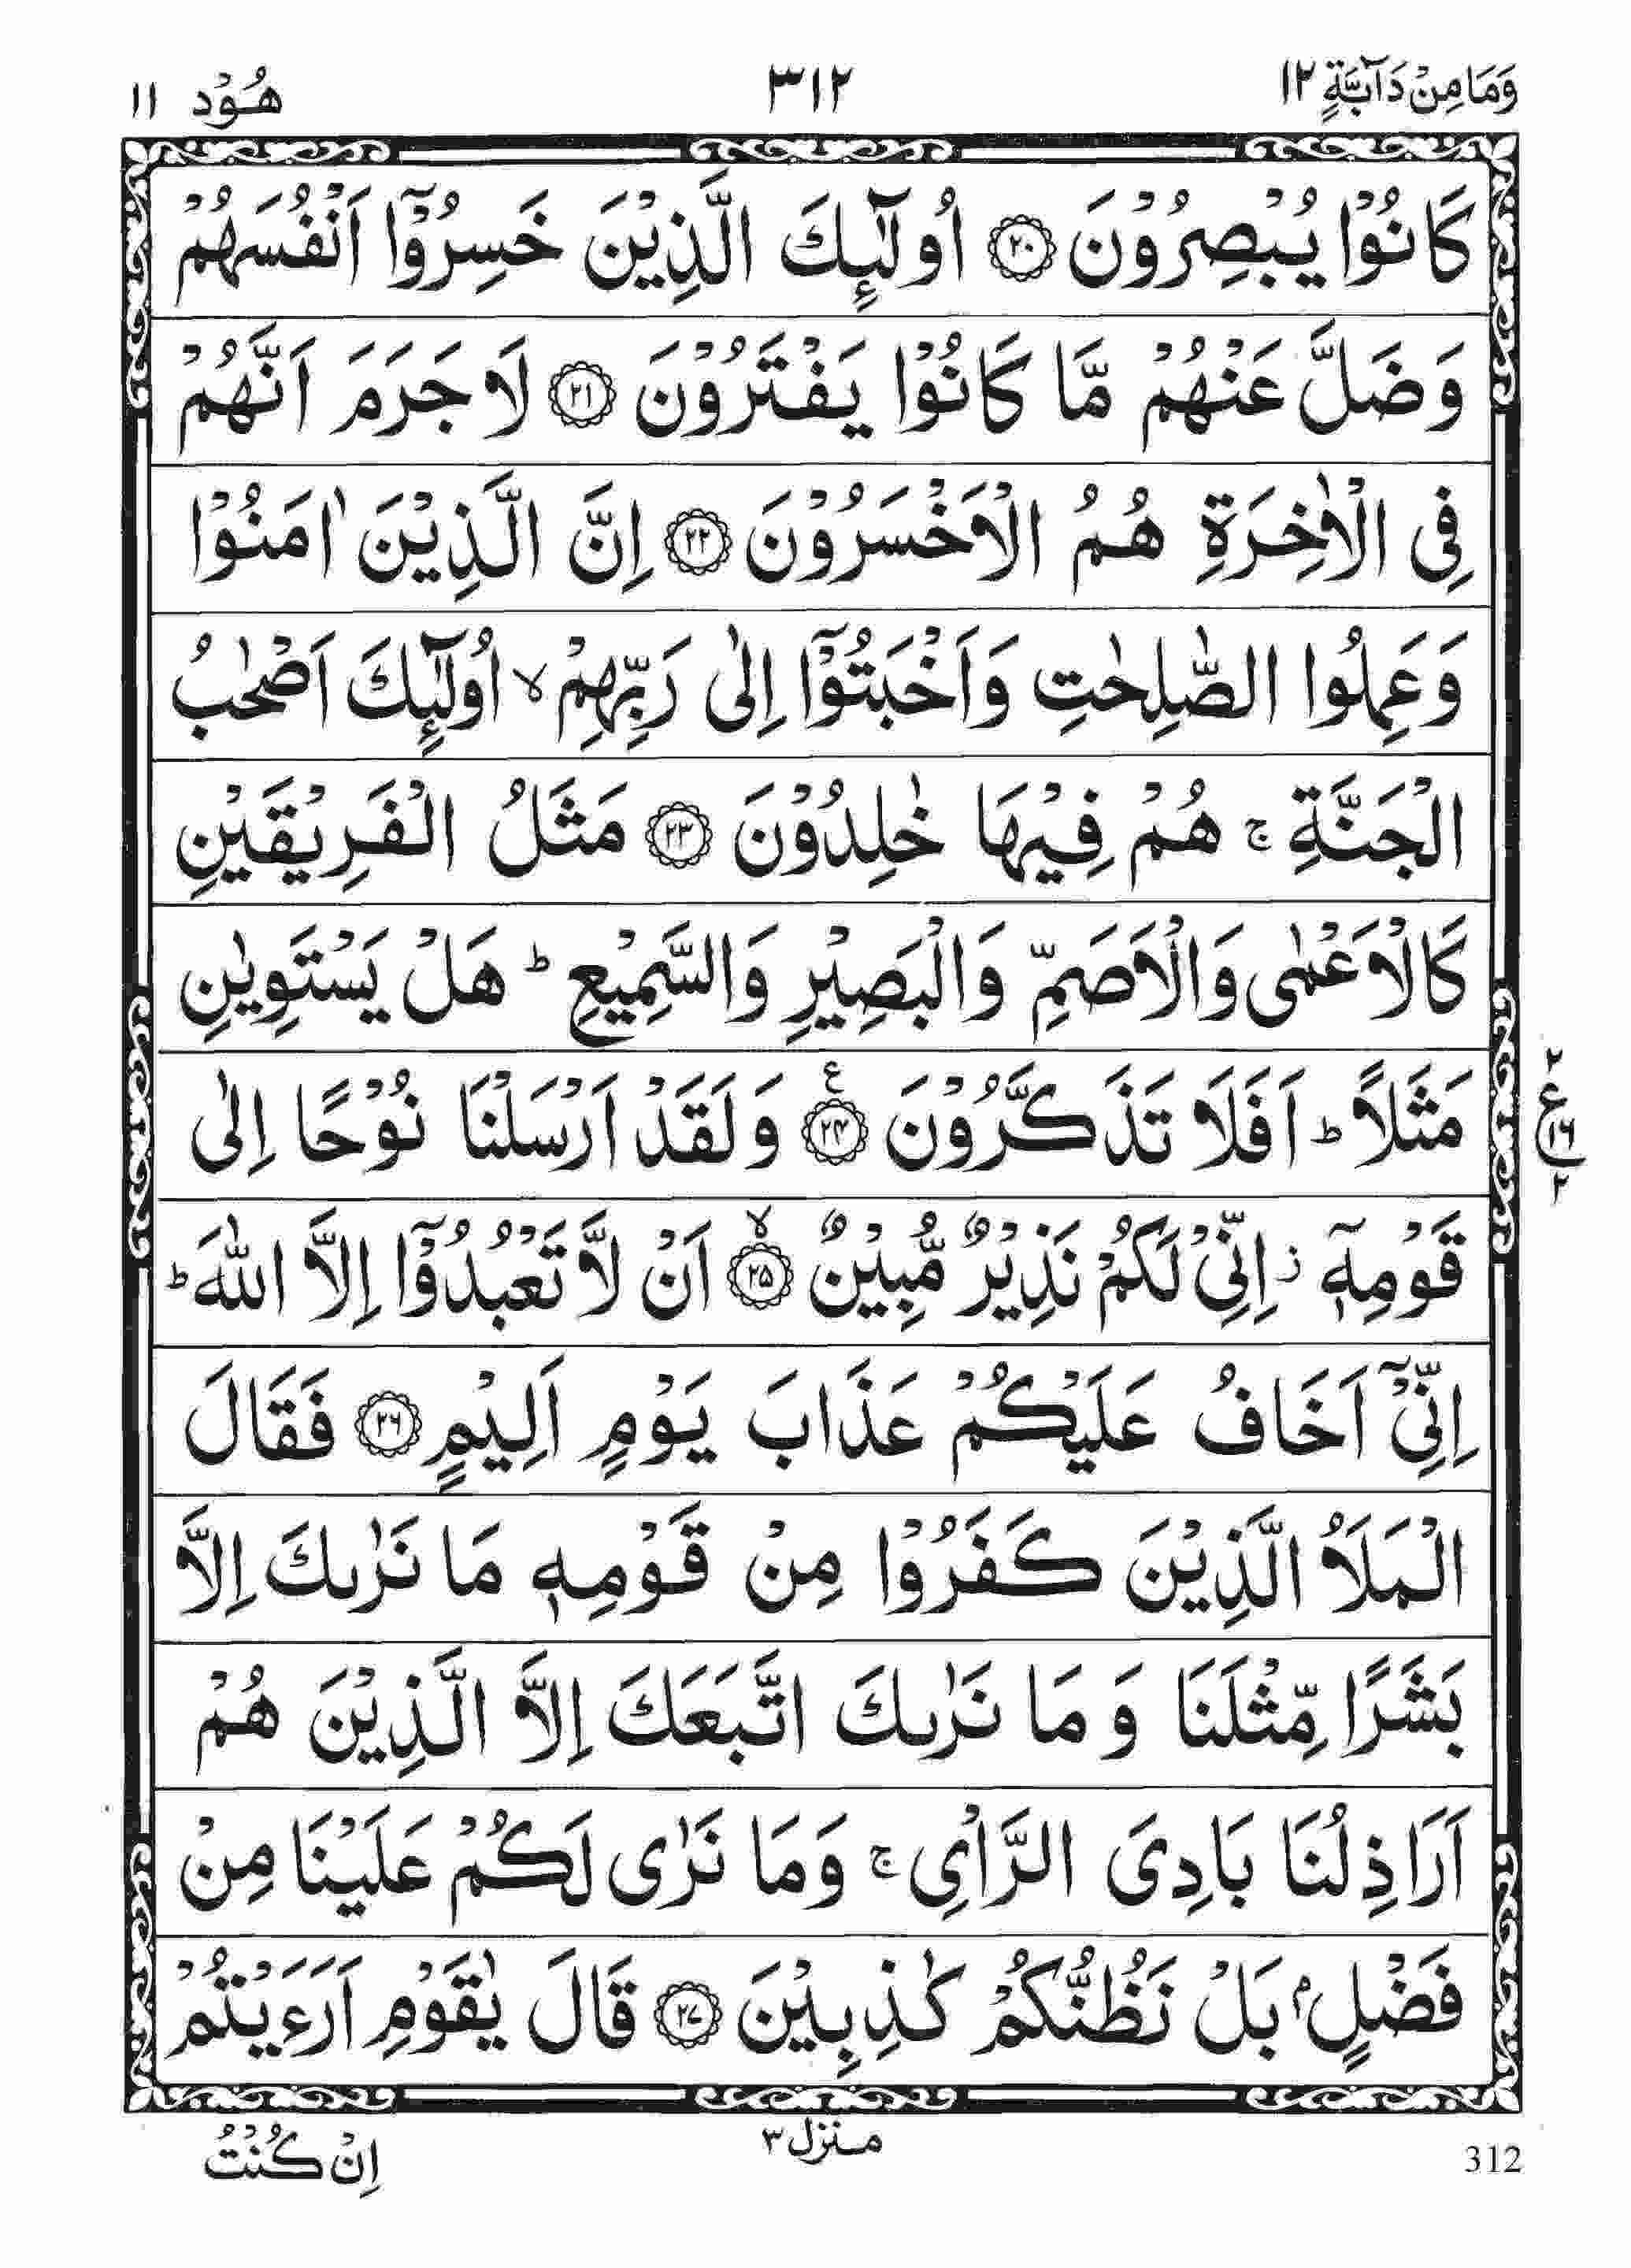 وَمَا مِنْ دَآبَّةٍ ١٢
٣١٢
هُوْد ١١
كَانُوْا يُبْصِرُوْنَ ﴿٢٠﴾ اُولٰٓئِكَ الَّذِيْنَ خَسِرُوْٓا اَنْفُسَهُمْ
وَضَلَّ عَنْهُمْ مَّا كَانُوْا يَفْتَرُوْنَ ﴿٢١﴾ لَا جَرَمَ اَنَّهُمْ
فِى الْاٰخِرَةِ هُمُ الْاَخْسَرُوْنَ ﴿٢٢﴾ اِنَّ الَّذِيْنَ اٰمَنُوْا
وَعَمِلُوا الصّٰلِحٰتِ وَاَخْبَتُوْٓا اِلٰى رَبِّهِمْ ۙ اُولٰٓئِكَ اَصْحٰبُ
الْجَنَّةِ ۚ هُمْ فِيْهَا خٰلِدُوْنَ ﴿٢٣﴾ مَثَلُ الْفَرِيْقَيْنِ
كَالْاَعْمٰى وَالْاَصَمِّ وَالْبَصِيْرِ وَالسَّمِيْعِ ؕ هَلْ يَسْتَوِيٰنِ
مَثَلًا ؕ اَفَلَا تَذَكَّرُوْنَ ﴿٢٤﴾ ع وَلَقَدْ اَرْسَلْنَا نُوْحًا اِلٰى
٢
ع
١٦
٢
قَوْمِهٖٓ ز اِنِّىْ لَكُمْ نَذِيْرٌ مُّبِيْنٌ ﴿٢٥﴾ ۙ اَنْ لَّا تَعْبُدُوْٓا اِلَّا اللّٰهَ ؕ
اِنِّىْٓ اَخَافُ عَلَيْكُمْ عَذَابَ يَوْمٍ اَلِيْمٍ ﴿٢٦﴾ فَقَالَ
الْمَلَاُ الَّذِيْنَ كَفَرُوْا مِنْ قَوْمِهٖ مَا نَرٰىكَ اِلَّا
بَشَرًا مِّثْلَنَا وَمَا نَرٰىكَ اتَّبَعَكَ اِلَّا الَّذِيْنَ هُمْ
اَرَاذِلُنَا بَادِىَ الرَّاْىِ ۚ وَمَا نَرٰى لَكُمْ عَلَيْنَا مِنْ
فَضْلٍۭ بَلْ نَظُنُّكُمْ كٰذِبِيْنَ ﴿٢٧﴾ قَالَ يٰقَوْمِ اَرَءَيْتُمْ
اِنْ كُنْتُ
منزل ٣
312